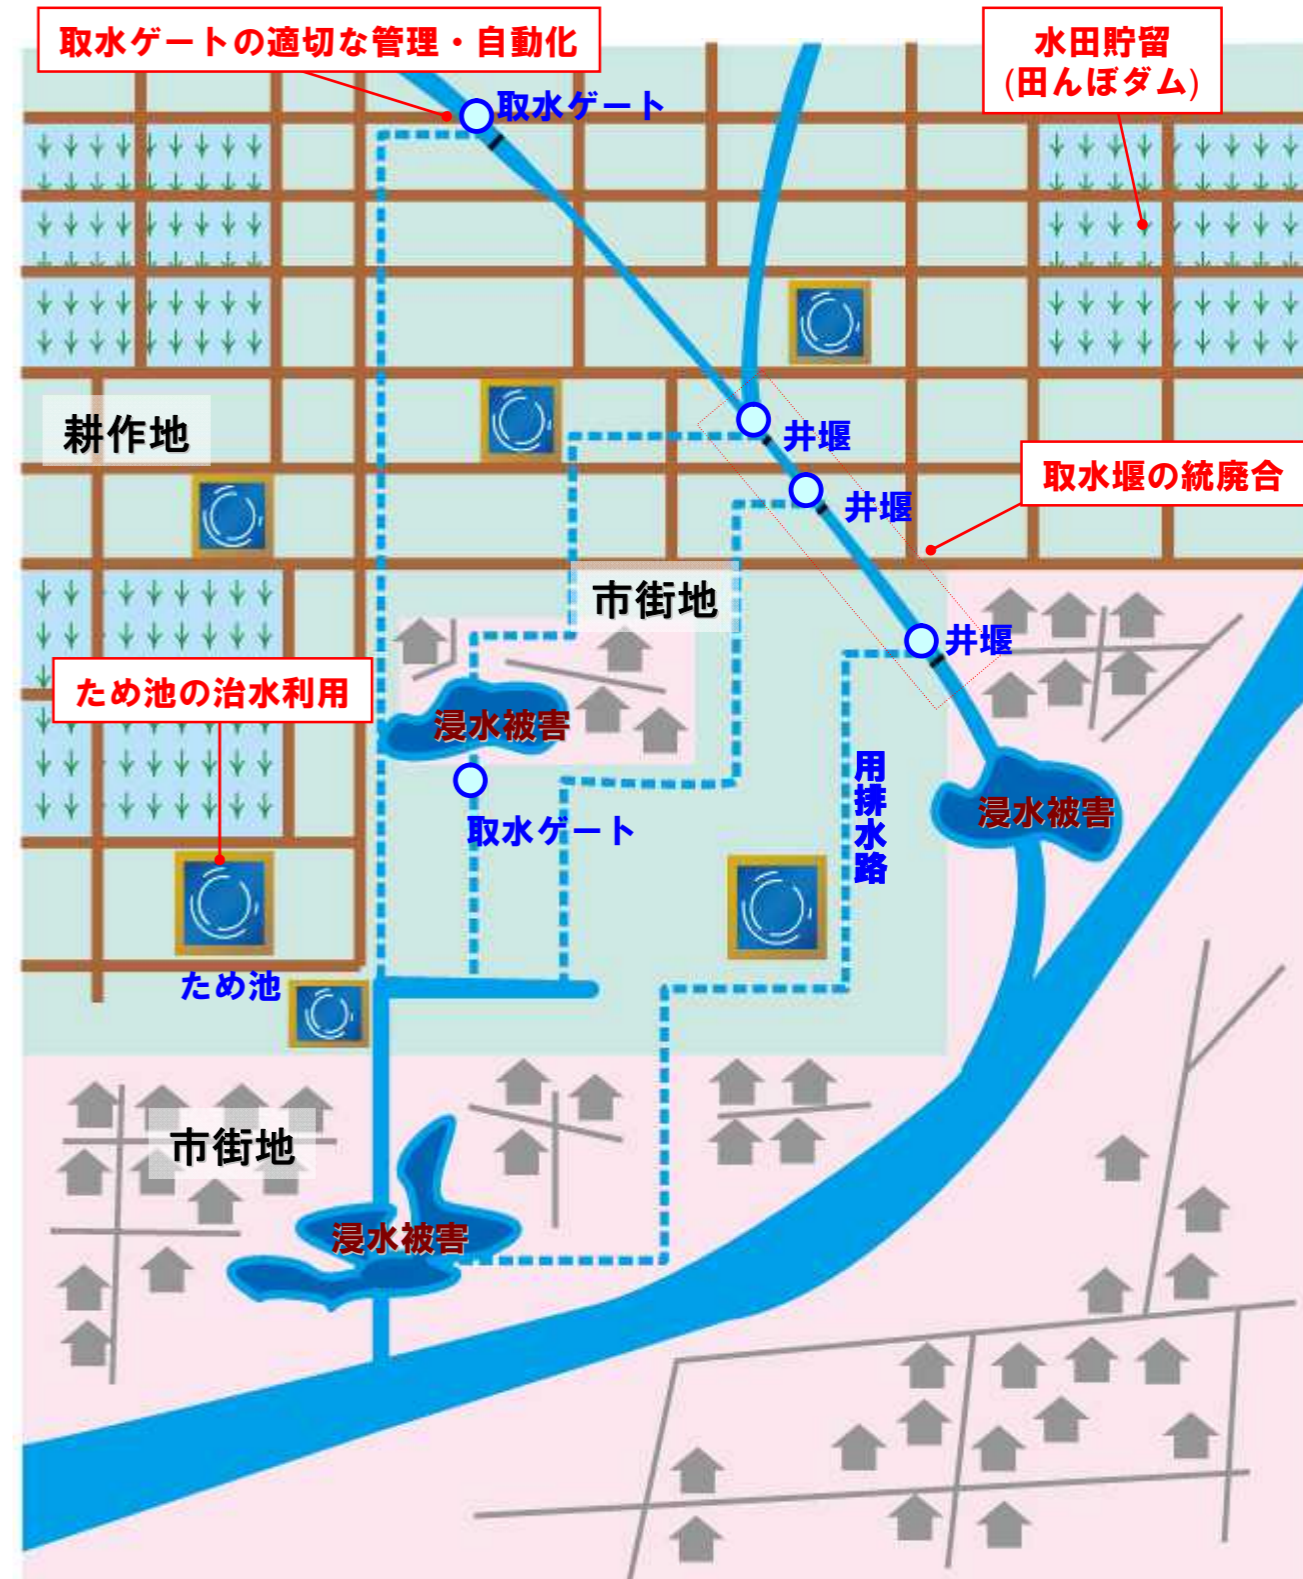 取水ゲートの適切な管理・自動化
水田貯留
(田んぼダム)
取水ゲート
耕作地
井堰
取水堰の統廃合
井堰
市街地
井堰
ため池の治水利用
浸水被害
用排水路
浸水被害
取水ゲート
ため池
市街地
浸水被害